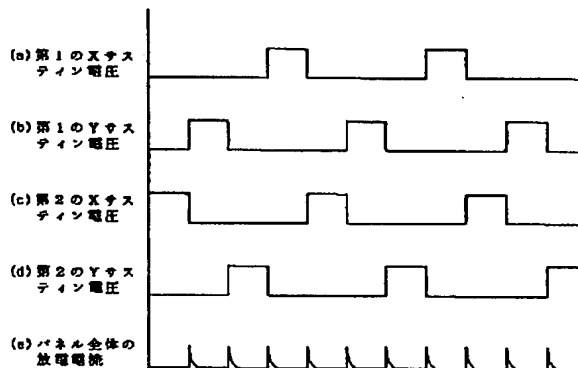 (a) 第1のXサス
ティン電圧
(b) 第1のYサス
ティン電圧
(c) 第2のXサス
ティン電圧
(d) 第2のYサス
ティン電圧
(e) パネル全体の
放電電流